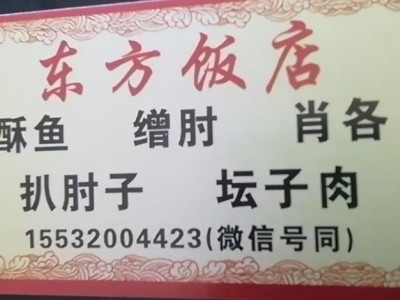 东方饭店
酥鱼 缯肘 肖各
扒肘子 坛子肉
15532004423(微信号同)